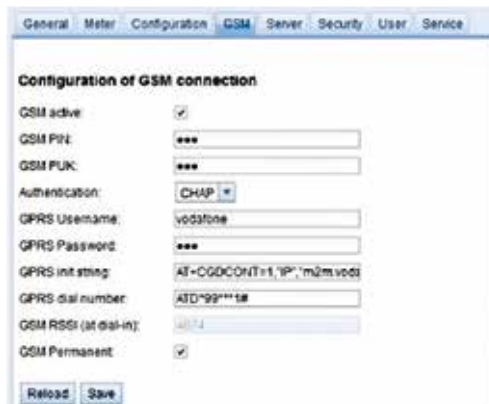 General Meter Configuration GSM Server Security User Service
Configuration of GSM connection
GSM active:
GSM PIN: •••
GSM PUK: •••
Authentication: CHAP
GPRS Username: vodafone
GPRS Password: •••
GPRS init string: AT+CGDCONT=1,"IP","m2m.voda
GPRS dial number: ATD*99***1#
GSM RSSI (at dial-in):
GSM Permanent:
Reload Save